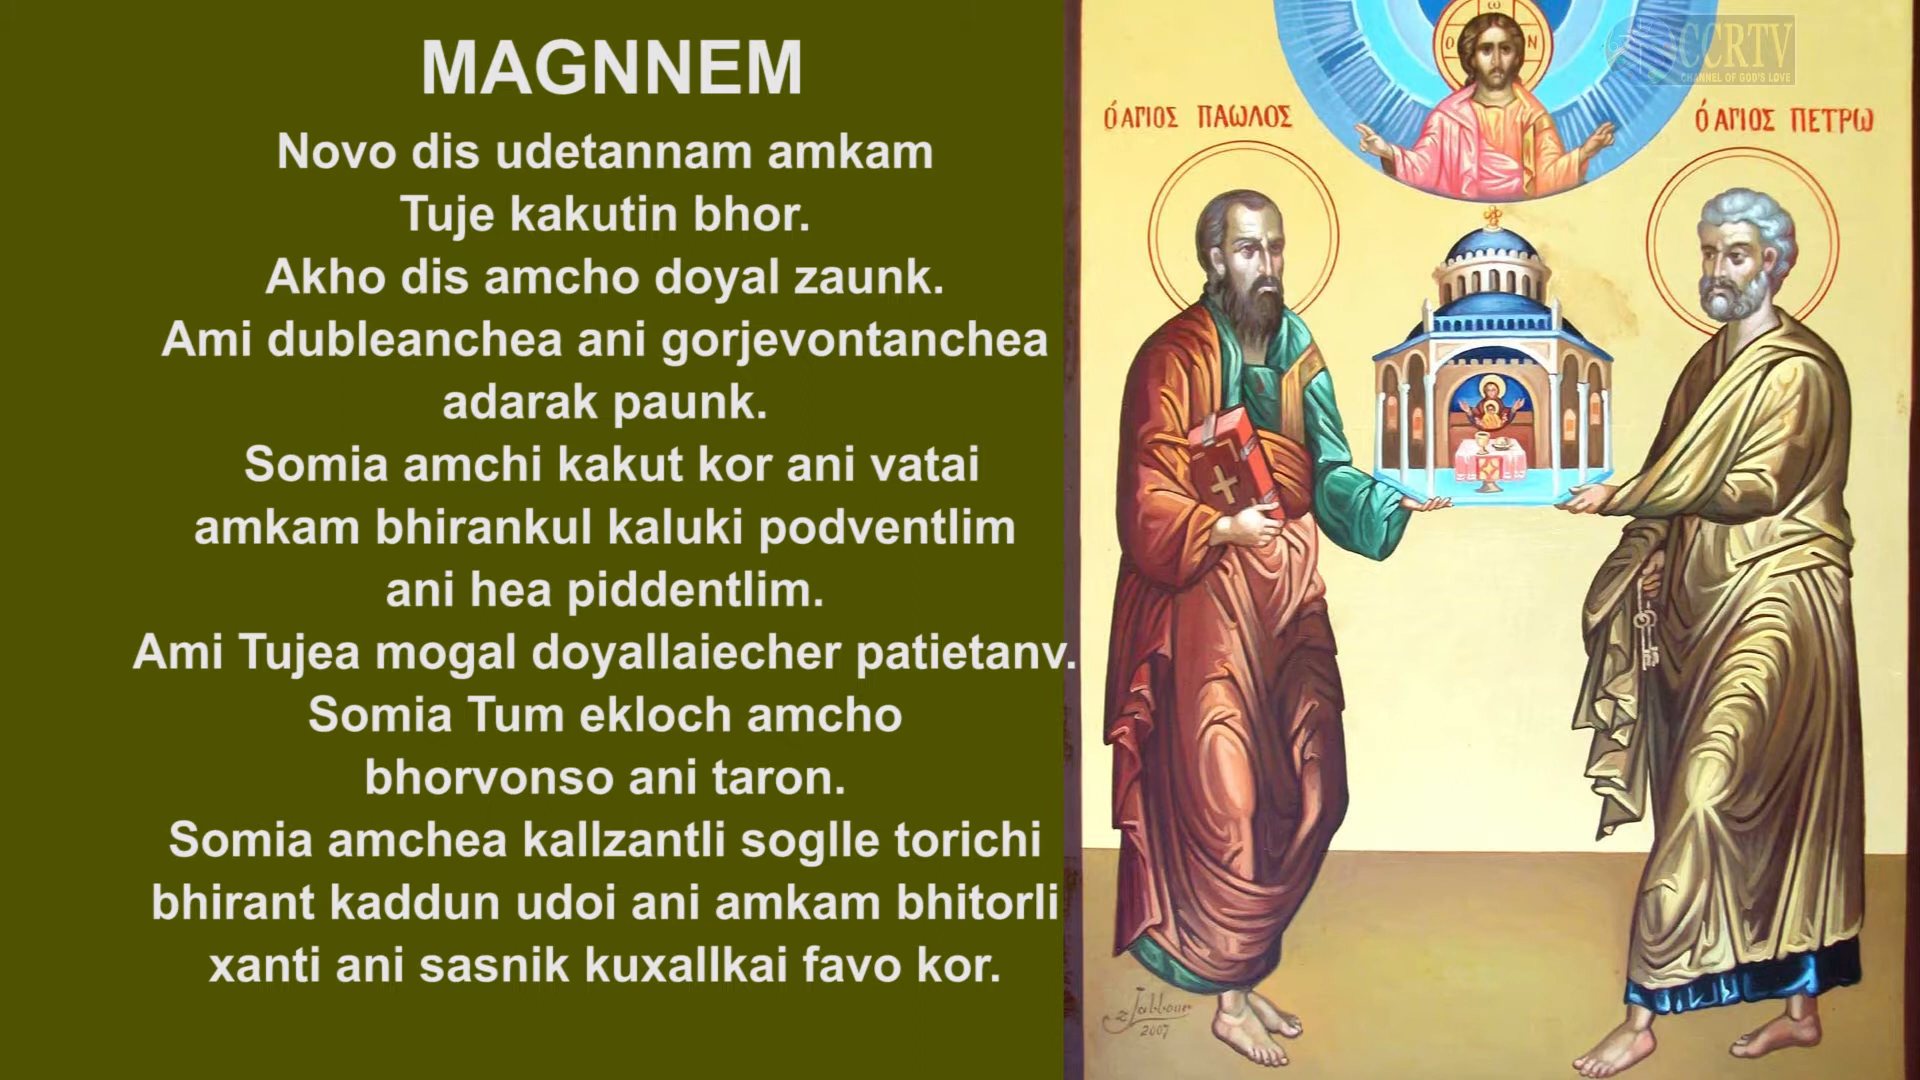 MAGNNEM
Novo dis udetannam amkam
Tuje kakutin bhor.
Akho dis amcho doyal zaunk.
Ami dubleanchea ani gorjevontanchea
adarak paunk.
Somia amchi kakut kor ani vatai
amkam bhirankul kaluki podventlim
ani hea piddentlim.
Ami Tujea mogal doyallaiecher patietanv.
Somia Tum ekloch amcho
bhorvonso ani taron.
Somia amchea kallzantli soglle torichi
bhirant kaddun udoi ani amkam bhitorli
xanti ani sasnik kuxallkai favo kor.
CCRTV
CHANNEL OF GOD'S LOVE
Ο ω Ν
ὁ ΑΓΙΟΣ ΠΑΩΛΟΣ
ὁ ΑΓΙΟΣ ΠΕΤΡΩ
z Jabbour
2007